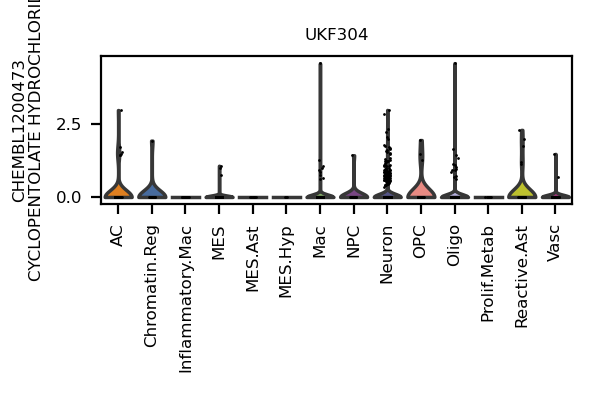 UKF304
CHEMBL1200473
CYCLOPENTOLATE
2.5
0.0
AC
Chromatin.Reg
Inflammatory.Mac
MES
MES.Ast
MES.Hyp
Mac
NPC
Neuron
OPC
Oligo
Prolif.Metab
Reactive.Ast
Vasc